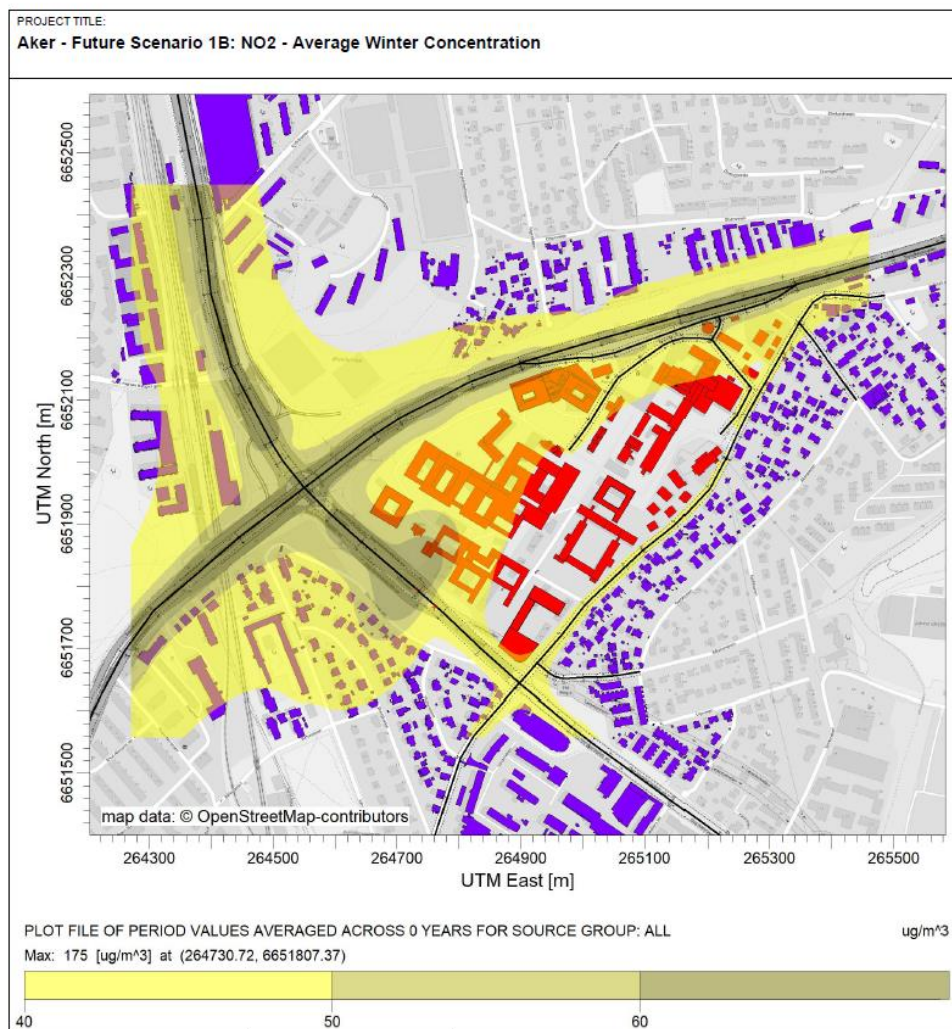 PROJECT TITLE:
Aker - Future Scenario 1B: NO2 - Average Winter Concentration
UTM North [m]
6652500
6652300
6652100
6651900
6651700
6651500
map data: © OpenStreetMap-contributors
264300 264500 264700 264900 265100 265300 265500
UTM East [m]
PLOT FILE OF PERIOD VALUES AVERAGED ACROSS 0 YEARS FOR SOURCE GROUP: ALL ug/m^3
Max: 175 [ug/m^3] at (264730.72, 6651807.37)
40 50 60